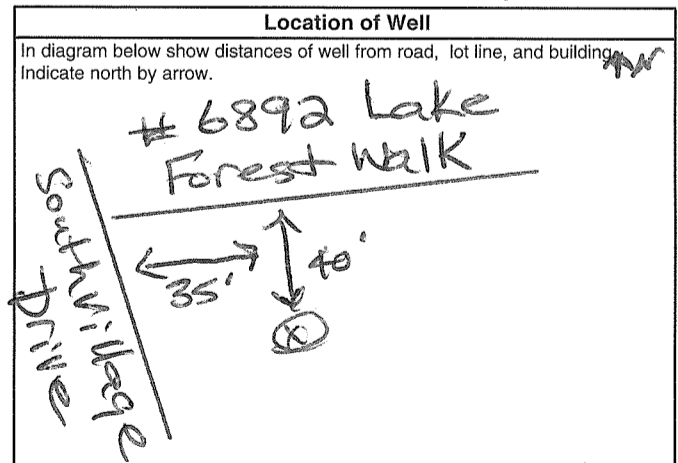 Location of Well
In diagram below show distances of well from road, lot line, and building.
Indicate north by arrow.
N
# 6892 Lake
Forest Walk
Southvillage
Drive
35'
40'
X